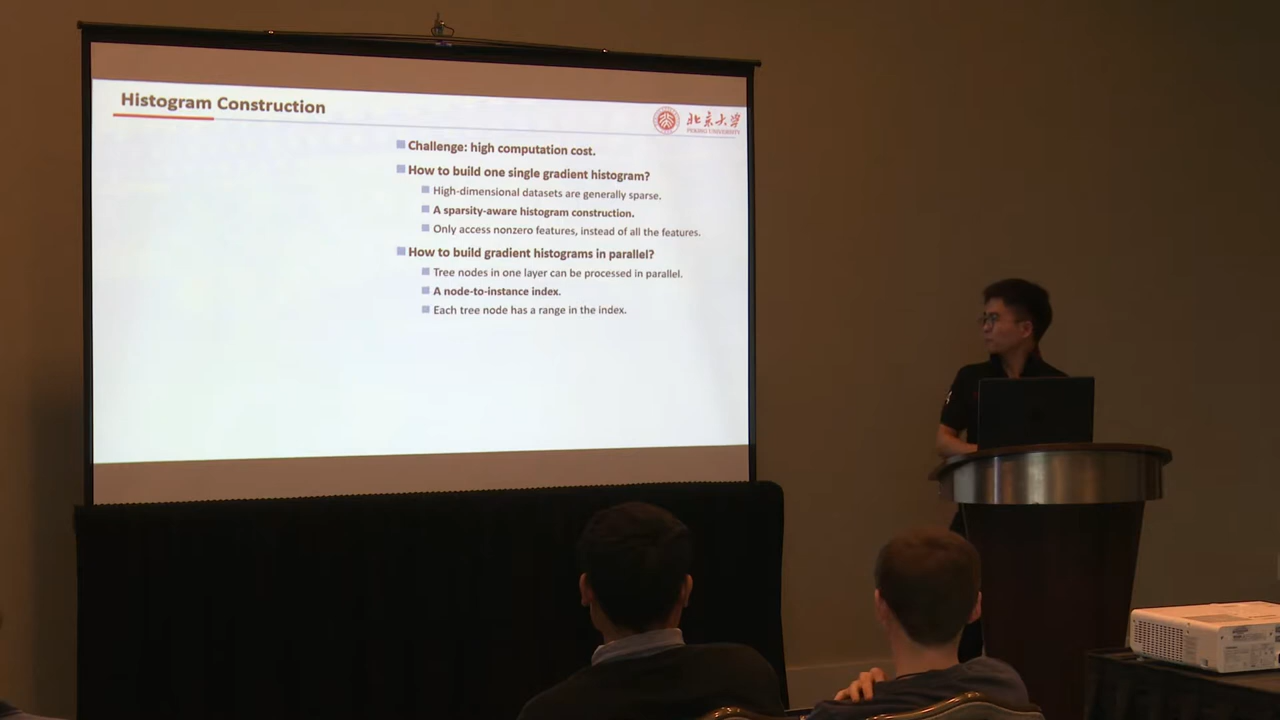 Histogram Construction
北京大学
PEKING UNIVERSITY
Challenge: high computation cost.
How to build one single gradient histogram?
High-dimensional datasets are generally sparse.
A sparsity-aware histogram construction.
Only access nonzero features, instead of all the features.
How to build gradient histograms in parallel?
Tree nodes in one layer can be processed in parallel.
A node-to-instance index.
Each tree node has a range in the index.